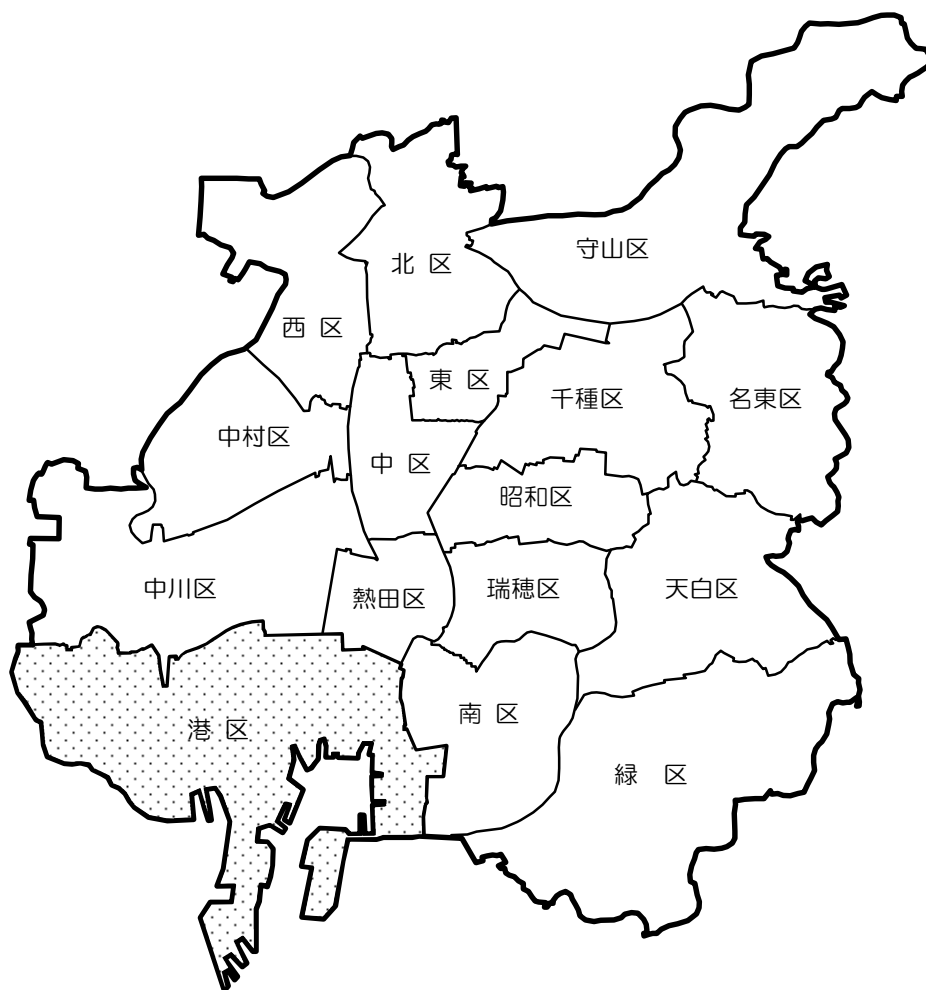 守山区
北 区
西 区
東 区
千種区
名東区
中村区
中 区
昭和区
中川区
熱田区
瑞穂区
天白区
港 区
南 区
緑 区